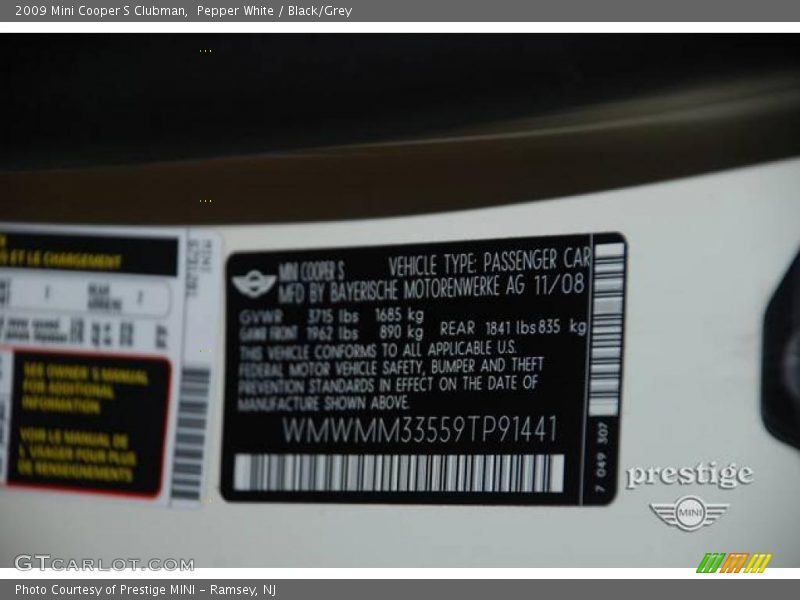 2009 Mini Cooper S Clubman,  Pepper White / Black/Grey
MINI COOPER S VEHICLE TYPE: PASSENGER CAR
MFD BY BAYERISCHE MOTORENWERKE AG 11/08
GVWR 3715 lbs 1685 kg
GAWR FRONT 1962 lbs 890 kg REAR 1841 lbs 835 kg
THIS VEHICLE CONFORMS TO ALL APPLICABLE U.S.
FEDERAL MOTOR VEHICLE SAFETY, BUMPER AND THEFT
PREVENTION STANDARDS IN EFFECT ON THE DATE OF
MANUFACTURE SHOWN ABOVE.
WMWMM33559TP91441
7 049 307
ET LE CHARGEMENT
SEE OWNER'S MANUAL
FOR ADDITIONAL
INFORMATION
VOIR LE MANUEL DE
L'USAGER POUR PLUS
DE RENSEIGNEMENTS
prestige
MINI
GTCARLOT.COM
Photo Courtesy of Prestige MINI - Ramsey, NJ